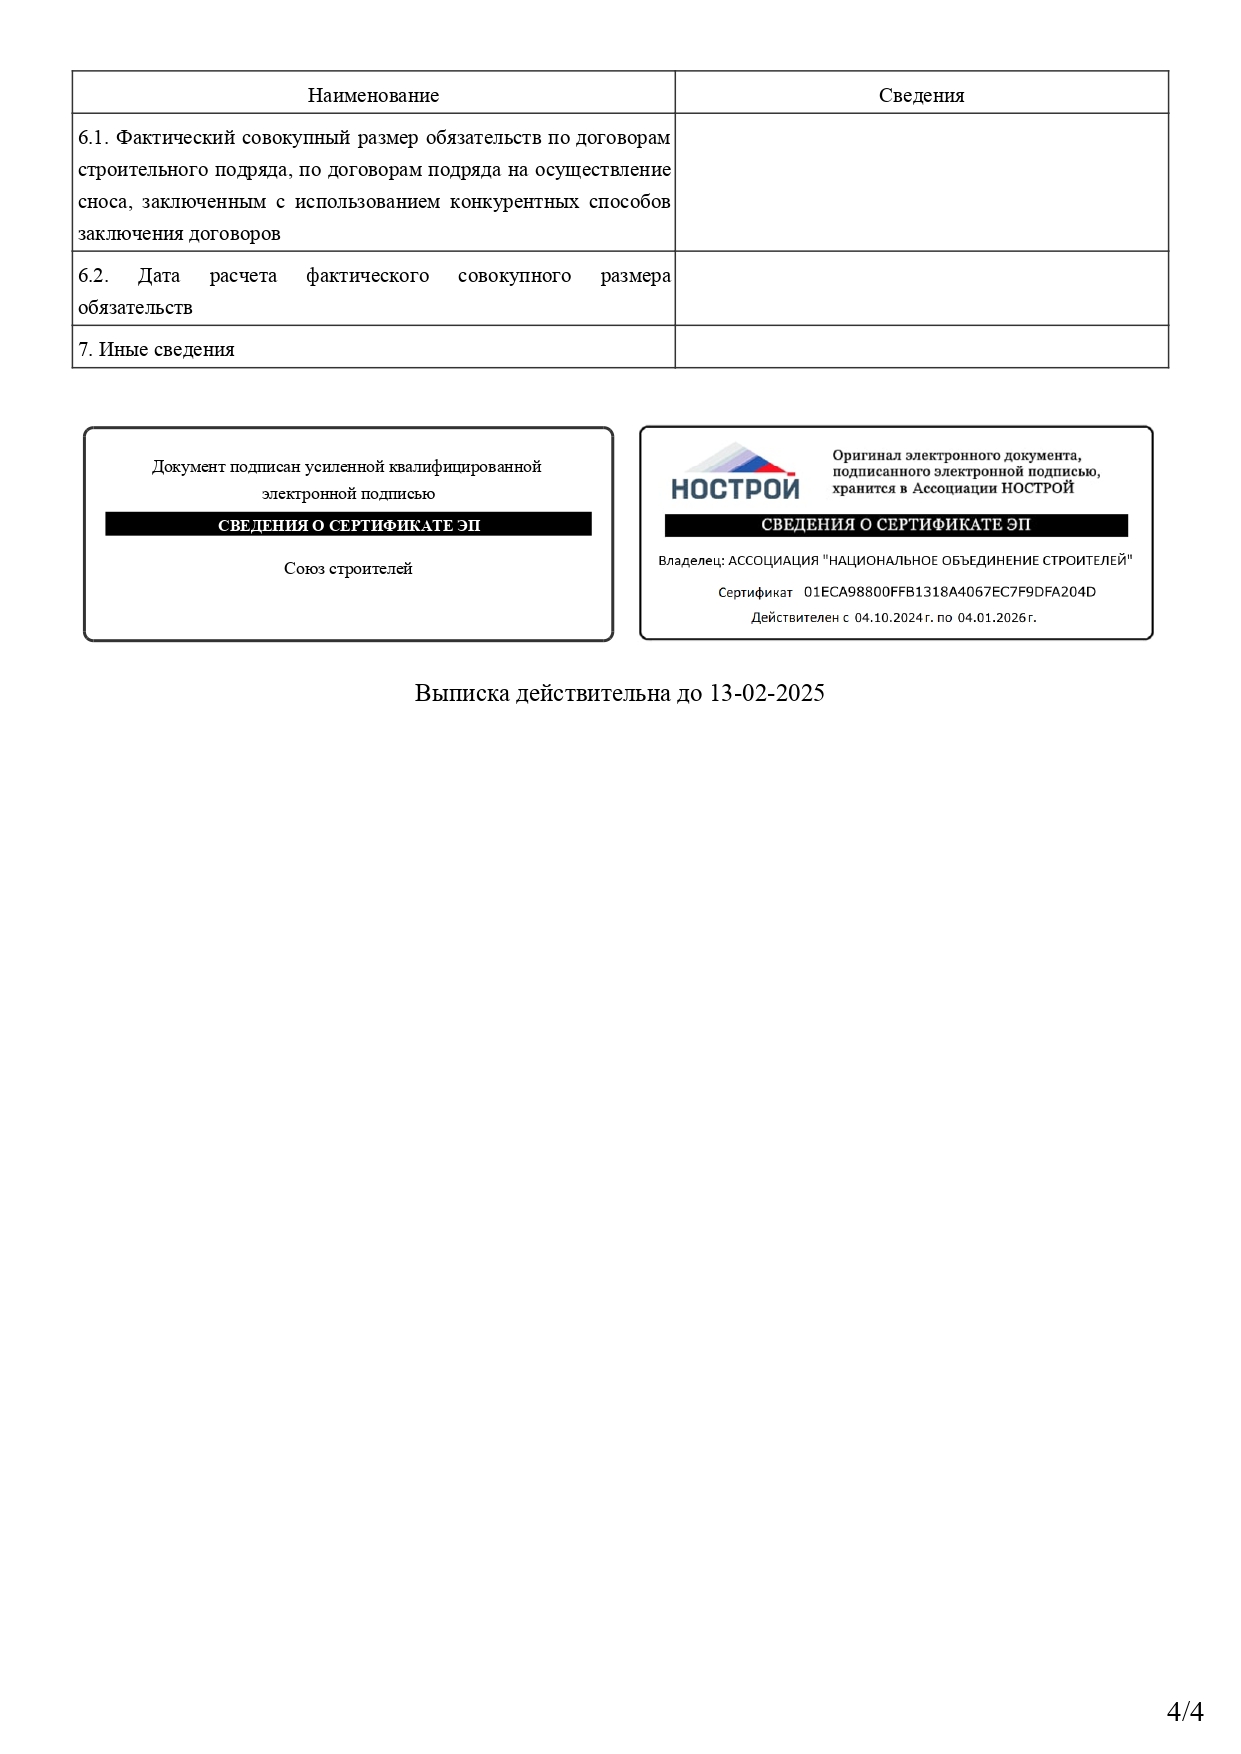 Наименование
Сведения
6.1. Фактический совокупный размер обязательств по договорам
строительного подряда, по договорам подряда на осуществление
сноса, заключенным с использованием конкурентных способов
заключения договоров
6.2. Дата расчета фактического совокупного размера
обязательств
7. Иные сведения
Документ подписан усиленной квалифицированной
электронной подписью
СВЕДЕНИЯ О СЕРТИФИКАТЕ ЭП
Союз строителей
НОСТРОЙ
Оригинал электронного документа,
подписанного электронной подписью,
хранится в Ассоциации НОСТРОЙ
СВЕДЕНИЯ О СЕРТИФИКАТЕ ЭП
Владелец: АССОЦИАЦИЯ "НАЦИОНАЛЬНОЕ ОБЪЕДИНЕНИЕ СТРОИТЕЛЕЙ"
Сертификат 01ECA98800FFB1318A4067EC7F9DFA204D
Действителен с 04.10.2024г. по 04.01.2026г.
Выписка действительна до 13-02-2025
4/4